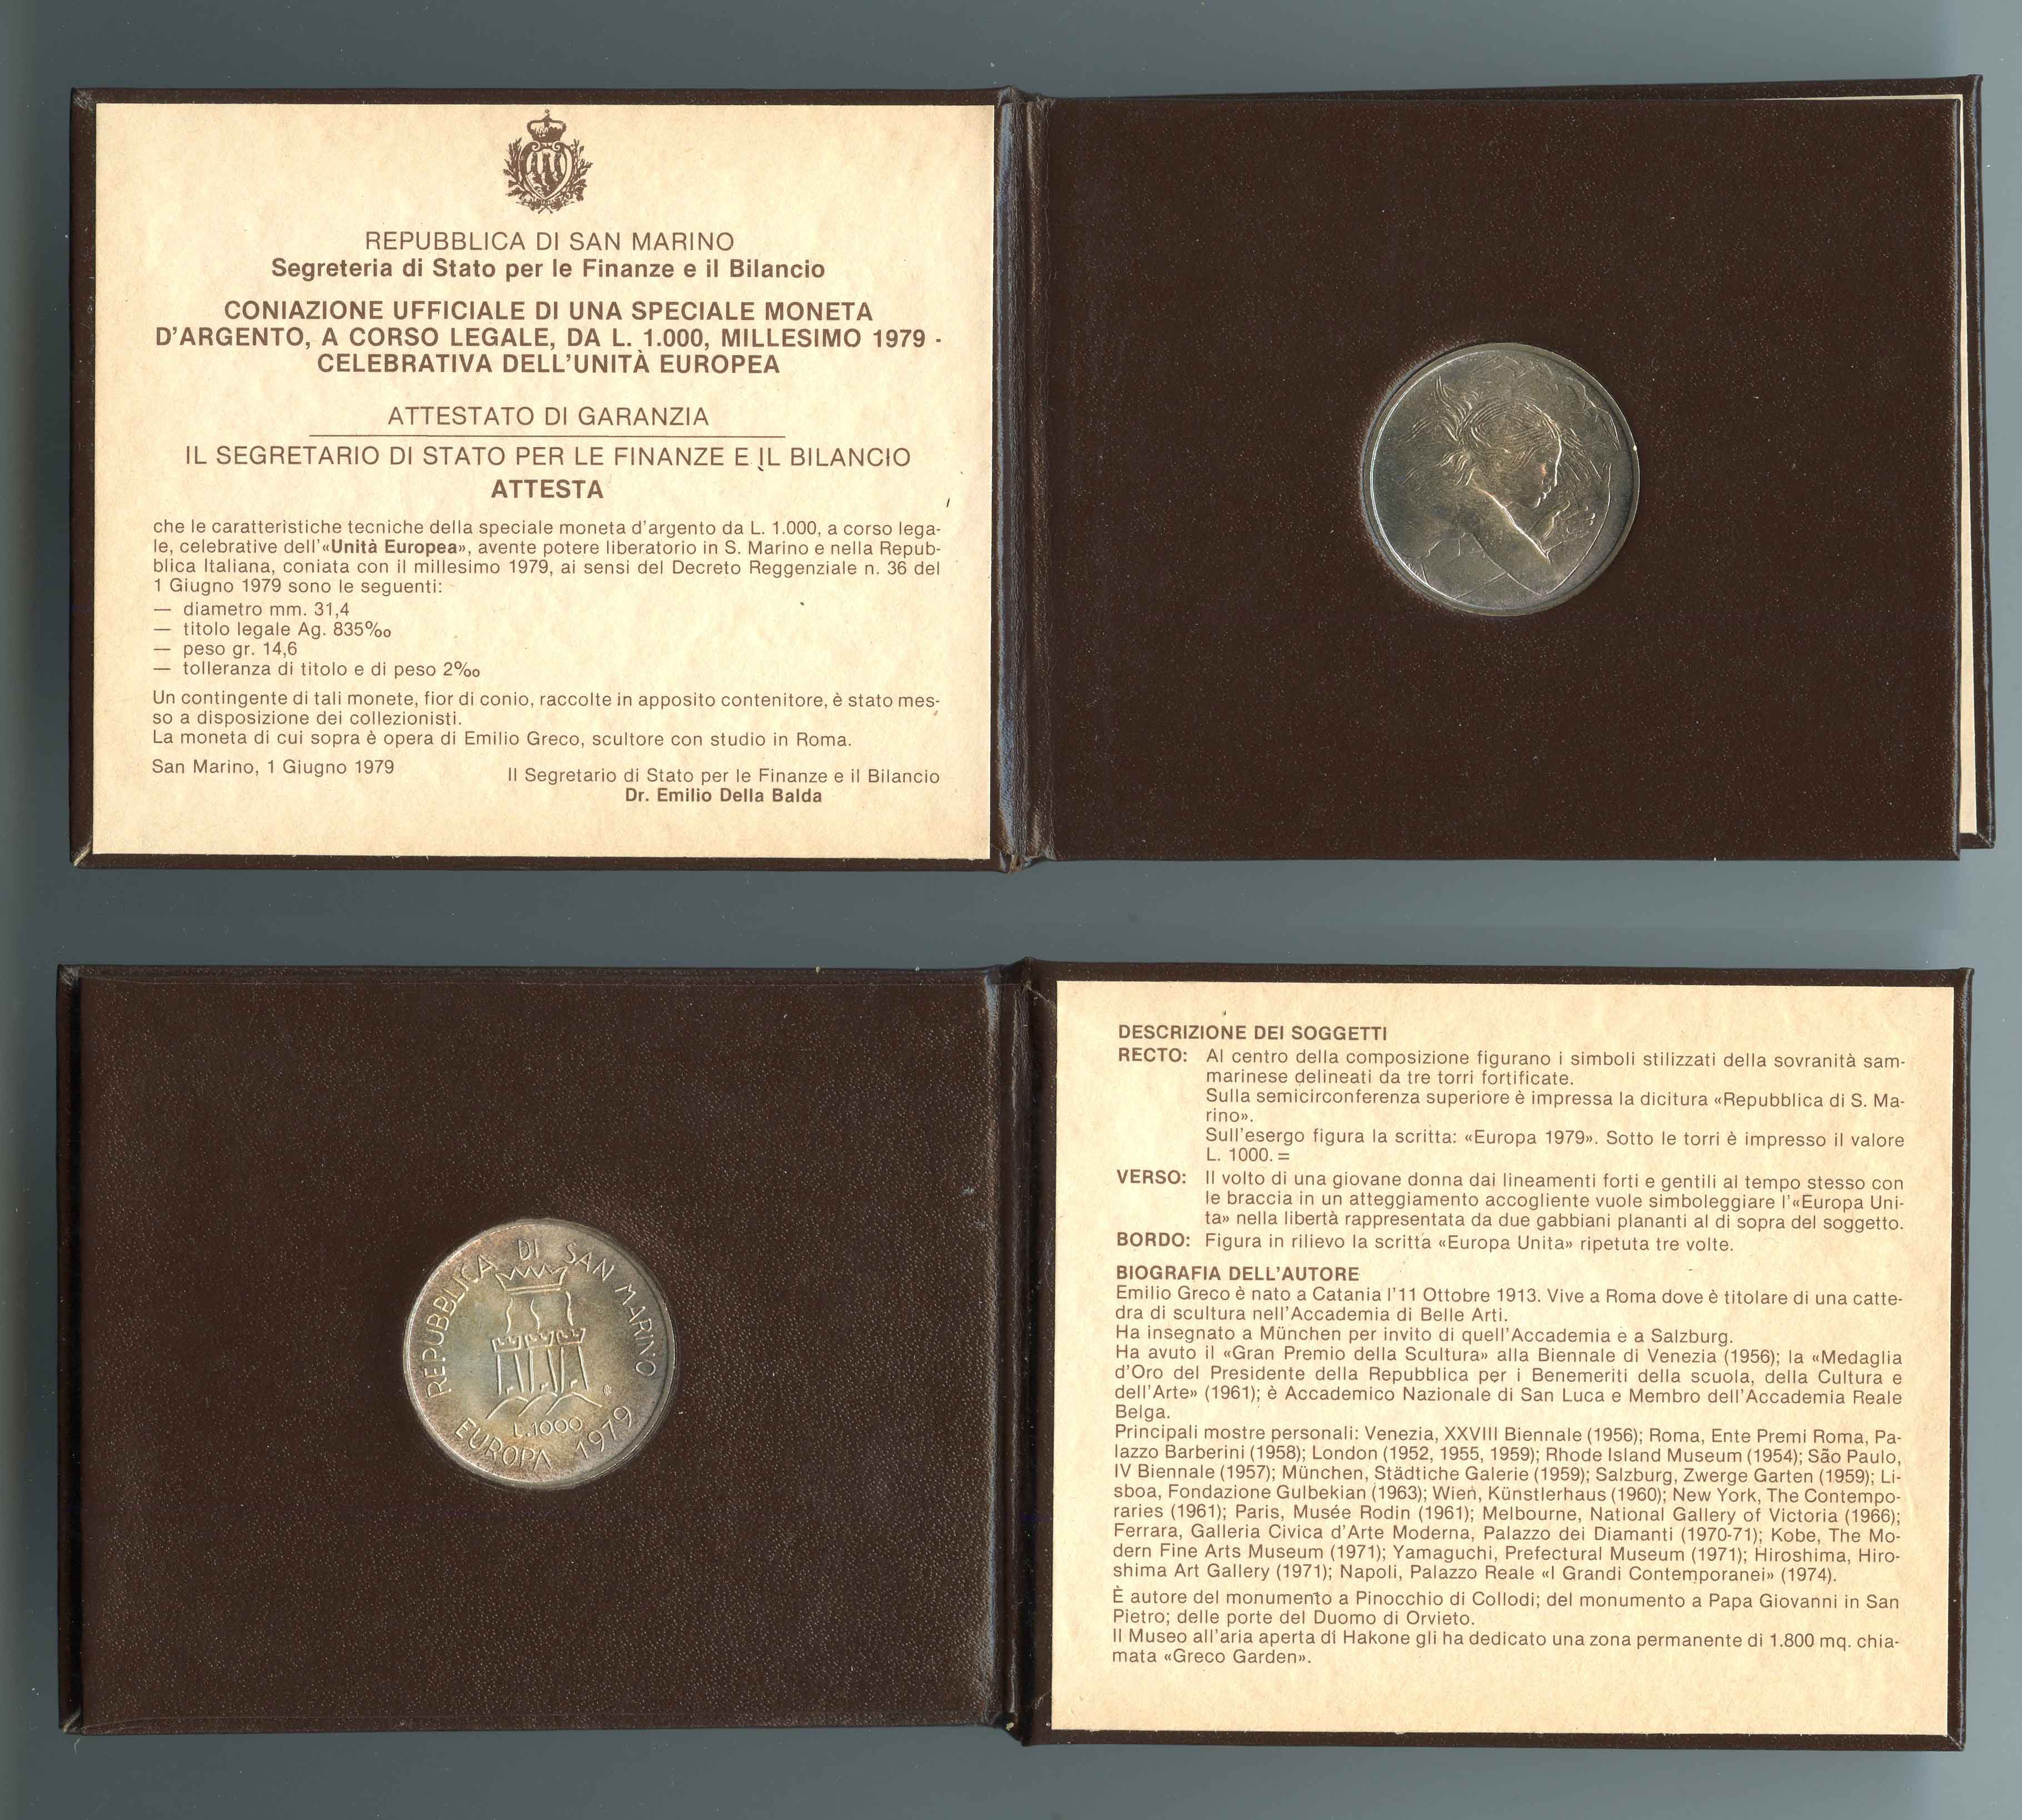 REPUBBLICA DI SAN MARINO
Segreteria di Stato per le Finanze e il Bilancio
CONIAZIONE UFFICIALE DI UNA SPECIALE MONETA
D'ARGENTO, A CORSO LEGALE, DA L. 1.000, MILLESIMO 1979 -
CELEBRATIVA DELL'UNITÀ EUROPEA
ATTESTATO DI GARANZIA
IL SEGRETARIO DI STATO PER LE FINANZE E IL BILANCIO
ATTESTA
che le caratteristiche tecniche della speciale moneta d'argento da L. 1.000, a corso lega-
le, celebrative dell'«Unità Europea», avente potere liberatorio in S. Marino e nella Repub-
blica Italiana, coniata con il millesimo 1979, ai sensi del Decreto Reggenziale n. 36 del
1 Giugno 1979 sono le seguenti:
— diametro mm. 31,4
— titolo legale Ag. 835‰
— peso gr. 14,6
— tolleranza di titolo e di peso 2‰
Un contingente di tali monete, fior di conio, raccolte in apposito contenitore, è stato mes-
so a disposizione dei collezionisti.
La moneta di cui sopra è opera di Emilio Greco, scultore con studio in Roma.
San Marino, 1 Giugno 1979
Il Segretario di Stato per le Finanze e il Bilancio
Dr. Emilio Della Balda
REPUBBLICA DI SAN MARINO
L.1000
EUROPA 1979
DESCRIZIONE DEI SOGGETTI
RECTO: Al centro della composizione figurano i simboli stilizzati della sovranità sam-
marinese delineati da tre torri fortificate.
Sulla semicirconferenza superiore è impressa la dicitura «Repubblica di S. Ma-
rino».
Sull'esergo figura la scritta: «Europa 1979». Sotto le torri è impresso il valore
L. 1000. =
VERSO: Il volto di una giovane donna dai lineamenti forti e gentili al tempo stesso con
le braccia in un atteggiamento accogliente vuole simboleggiare l'«Europa Uni-
ta» nella libertà rappresentata da due gabbiani plananti al di sopra del soggetto.
BORDO: Figura in rilievo la scritta «Europa Unita» ripetuta tre volte.
BIOGRAFIA DELL'AUTORE
Emilio Greco è nato a Catania l'11 Ottobre 1913. Vive a Roma dove è titolare di una catte-
dra di scultura nell'Accademia di Belle Arti.
Ha insegnato a München per invito di quell'Accademia e a Salzburg.
Ha avuto il «Gran Premio della Scultura» alla Biennale di Venezia (1956); la «Medaglia
d'Oro del Presidente della Repubblica per i Benemeriti della scuola, della Cultura e
dell'Arte» (1961); è Accademico Nazionale di San Luca e Membro dell'Accademia Reale
Belga.
Principali mostre personali: Venezia, XXVIII Biennale (1956); Roma, Ente Premi Roma, Pa-
lazzo Barberini (1958); London (1952, 1955, 1959); Rhode Island Museum (1954); São Paulo,
IV Biennale (1957); München, Städtiche Galerie (1959); Salzburg, Zwerge Garten (1959); Li-
sboa, Fondazione Gulbekian (1963); Wien, Künstlerhaus (1960); New York, The Contempo-
raries (1961); Paris, Musée Rodin (1961); Melbourne, National Gallery of Victoria (1966);
Ferrara, Galleria Civica d'Arte Moderna, Palazzo dei Diamanti (1970-71); Kobe, The Mo-
dern Fine Arts Museum (1971); Yamaguchi, Prefectural Museum (1971); Hiroshima, Hiro-
shima Art Gallery (1971); Napoli, Palazzo Reale «I Grandi Contemporanei» (1974).
È autore del monumento a Pinocchio di Collodi; del monumento a Papa Giovanni in San
Pietro; delle porte del Duomo di Orvieto.
Il Museo all'aria aperta di Hakone gli ha dedicato una zona permanente di 1.800 mq. chia-
mata «Greco Garden».